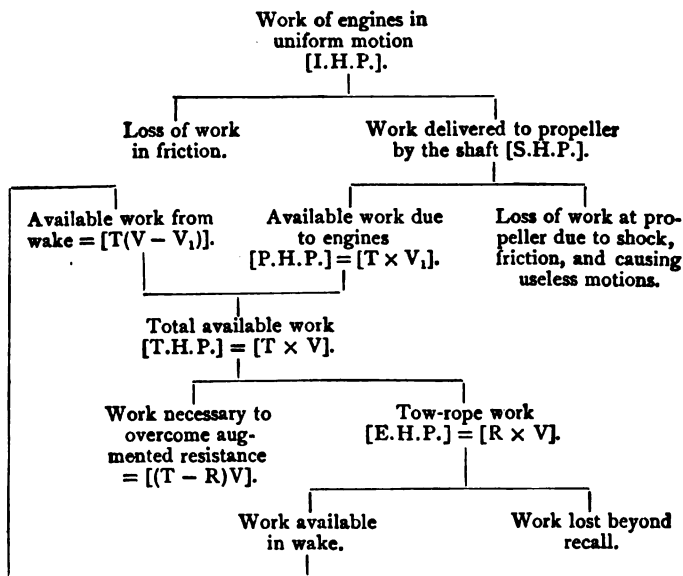 Work of engines in
uniform motion
[I.H.P.].
Loss of work
in friction.
Work delivered to propeller
by the shaft [S.H.P.].
Available work from
wake = [T(V − V₁)].
Available work due
to engines
[P.H.P.] = [T × V₁].
Loss of work at pro-
peller due to shock,
friction, and causing
useless motions.
Total available work
[T.H.P.] = [T × V].
Work necessary to
overcome aug-
mented resistance
= [(T − R)V].
Tow-rope work
[E.H.P.] = [R × V].
Work available
in wake.
Work lost beyond
recall.